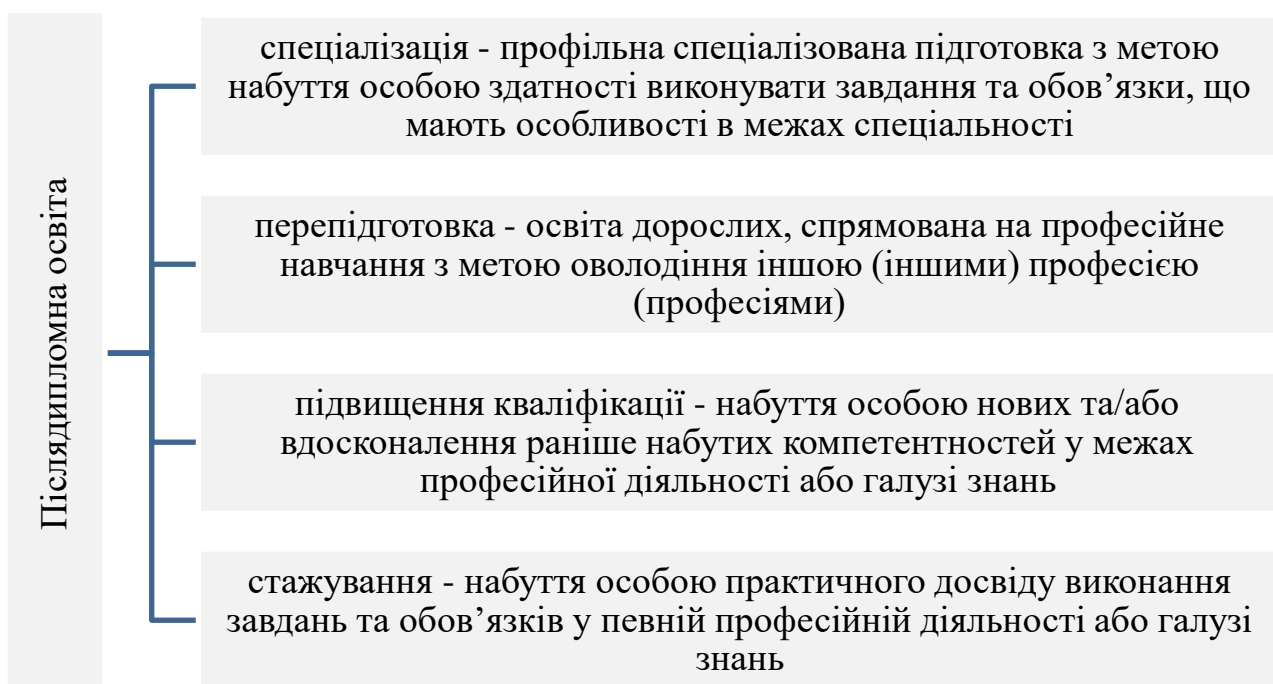 Післядипломна освіта
спеціалізація - профільна спеціалізована підготовка з метою
набуття особою здатності виконувати завдання та обов’язки, що
мають особливості в межах спеціальності
перепідготовка - освіта дорослих, спрямована на професійне
навчання з метою оволодіння іншою (іншими) професією
(професіями)
підвищення кваліфікації - набуття особою нових та/або
вдосконалення раніше набутих компетентностей у межах
професійної діяльності або галузі знань
стажування - набуття особою практичного досвіду виконання
завдань та обов’язків у певній професійній діяльності або галузі
знань